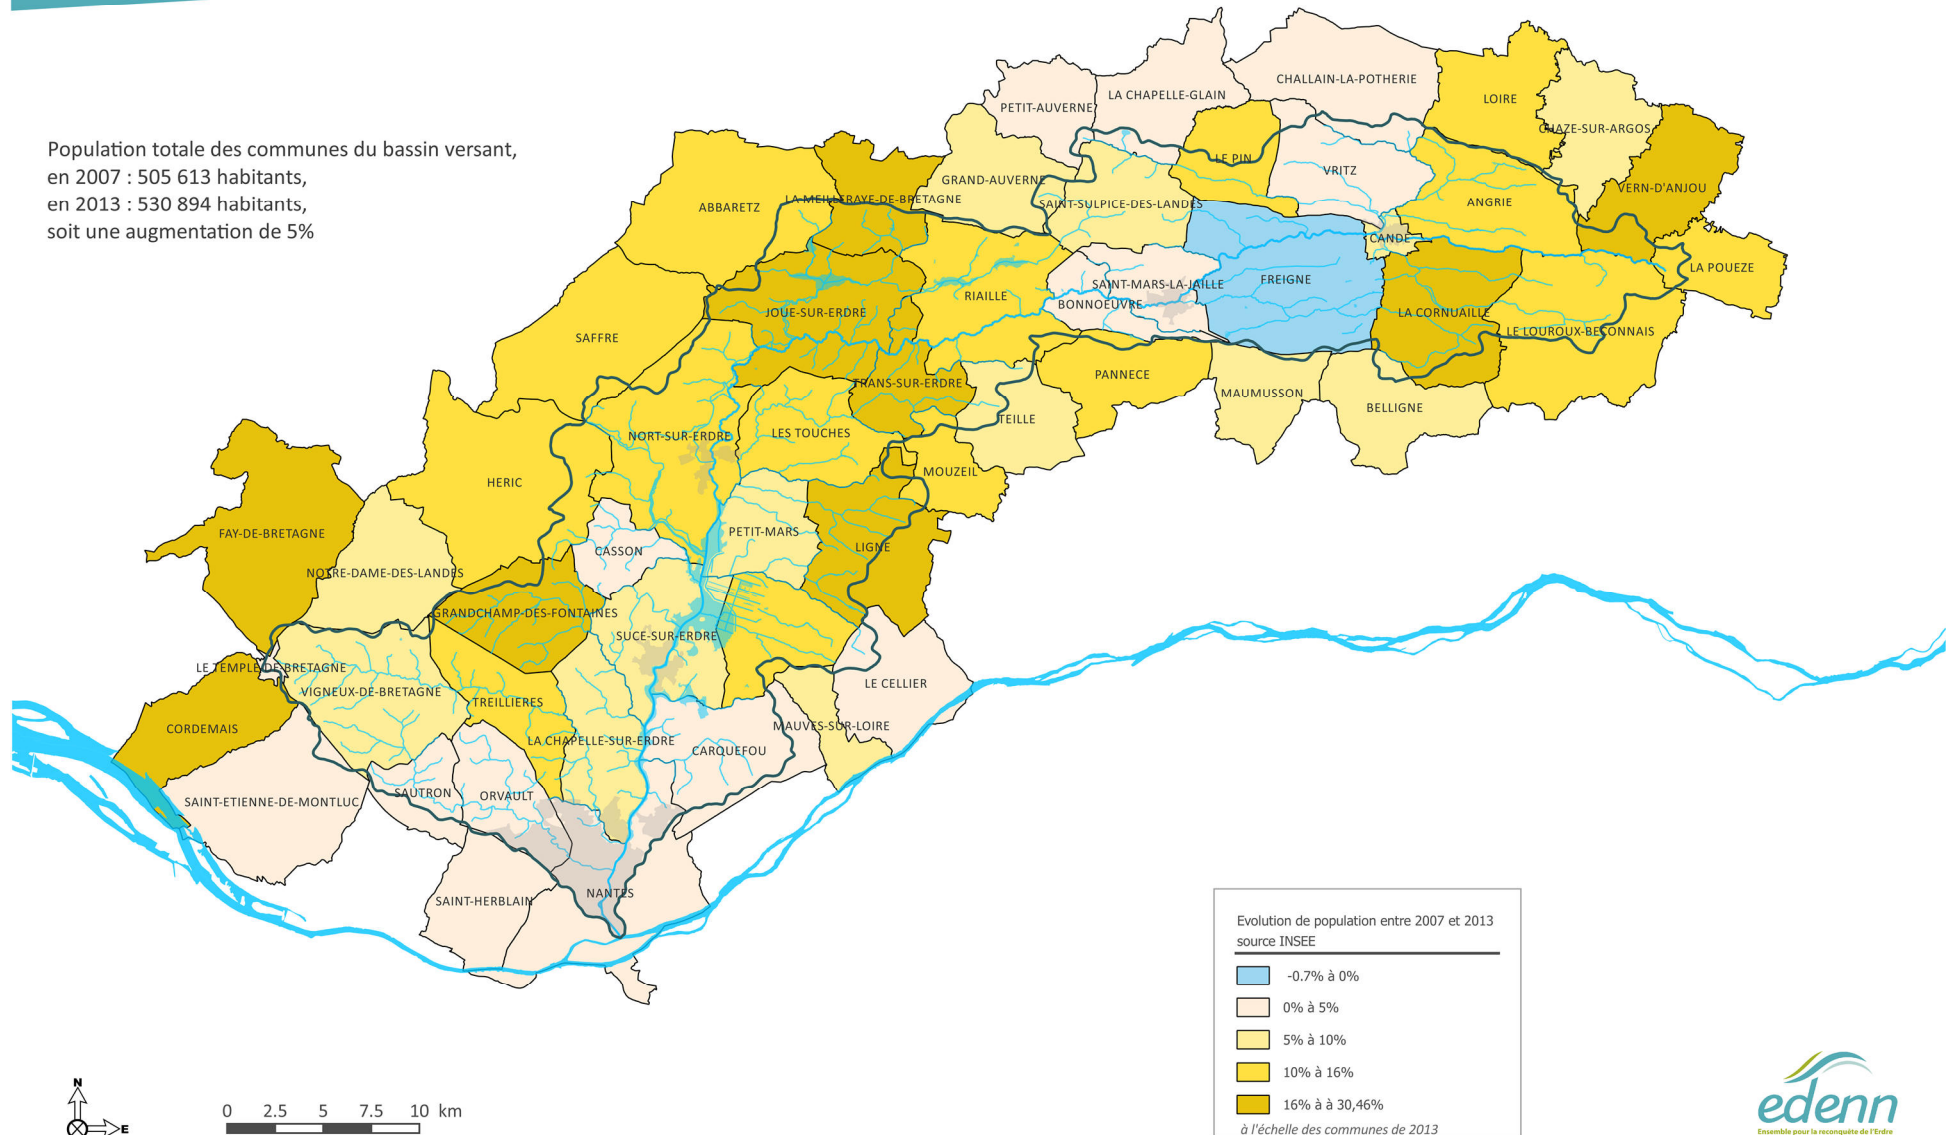 Population totale des communes du bassin versant,
en 2007 : 505 613 habitants,
en 2013 : 530 894 habitants,
soit une augmentation de 5%
CHALLAIN-LA-POTHERIE
LA CHAPELLE-GLAIN
LOIRE
PETIT-AUVERNE
CHAZE-SUR-ARGOS
LE PIN
VRITZ
GRAND-AUVERNE
VERN-D'ANJOU
LA MEILLERAYE-DE-BRETAGNE
ABBARETZ
SAINT-SULPICE-DES-LANDES
ANGRIE
CANDE
LA POUEZE
FREIGNE
SAINT-MARS-LA-JAILLE
RIAILLE
BONNOEUVRE
JOUE-SUR-ERDRE
LA CORNUAILLE
LE LOUROUX-BECONNAIS
SAFFRE
PANNECE
TRANS-SUR-ERDRE
MAUMUSSON
BELLIGNE
TEILLE
NORT-SUR-ERDRE
LES TOUCHES
MOUZEIL
HERIC
FAY-DE-BRETAGNE
PETIT-MARS
LIGNE
CASSON
NOTRE-DAME-DES-LANDES
GRANDCHAMP-DES-FONTAINES
SUCE-SUR-ERDRE
LE TEMPLE-DE-BRETAGNE
VIGNEUX-DE-BRETAGNE
LE CELLIER
TREILLIERES
CORDEMAIS
MAUVES-SUR-LOIRE
LA CHAPELLE-SUR-ERDRE
CARQUEFOU
SAUTRON
ORVAULT
SAINT-ETIENNE-DE-MONTLUC
NANTES
SAINT-HERBLAIN
Evolution de population entre 2007 et 2013
source INSEE
-0.7% à 0%
0% à 5%
5% à 10%
10% à 16%
16% à à 30,46%
à l'échelle des communes de 2013
N
E
0 2.5 5 7.5 10 km
edenn
Ensemble pour la reconquête de l'Erdre